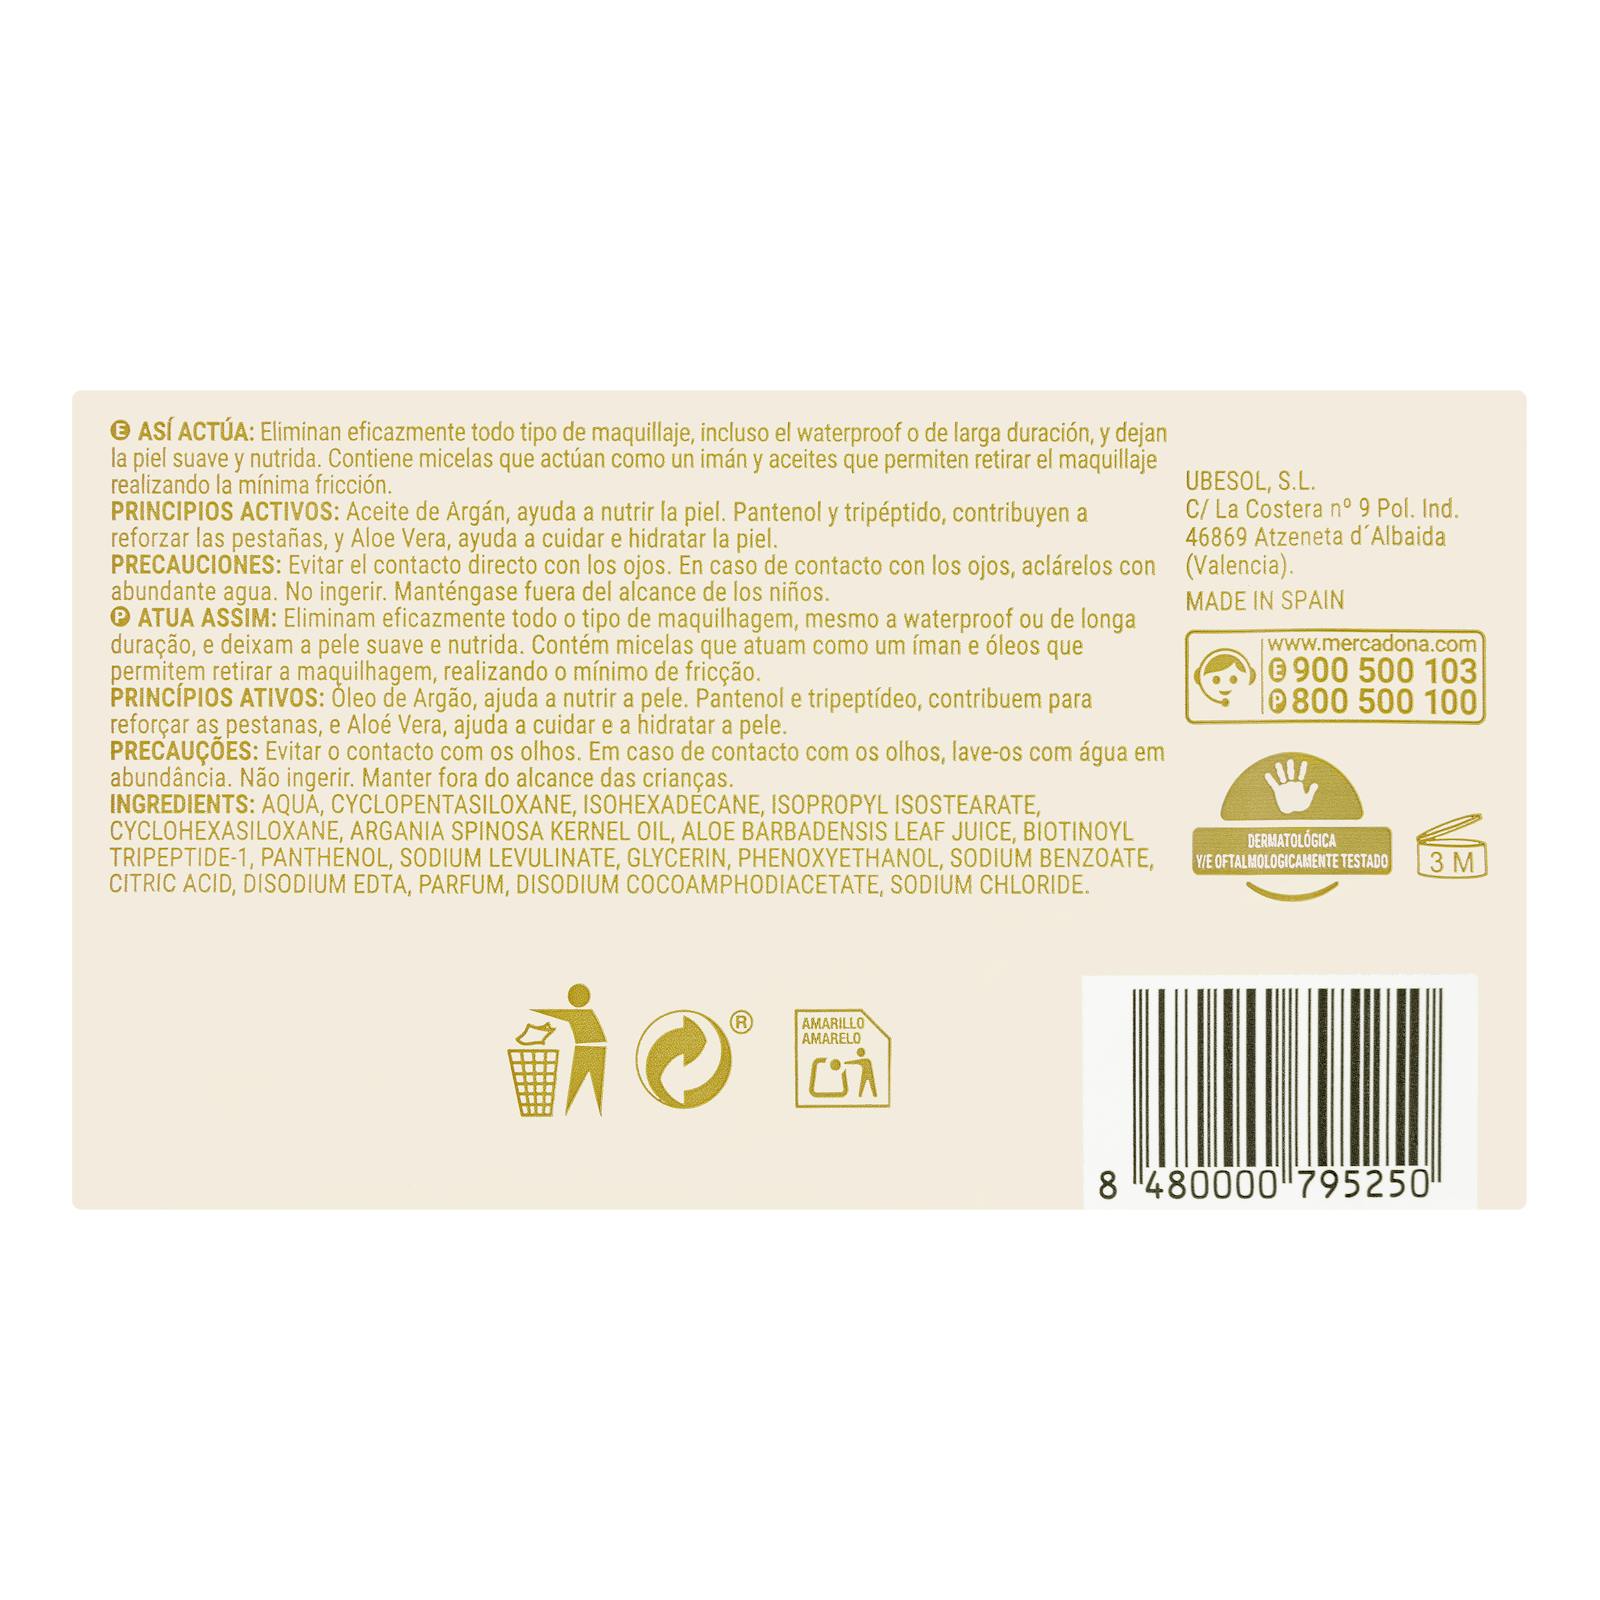 E ASÍ ACTÚA: Eliminan eficazmente todo tipo de maquillaje, incluso el waterproof o de larga duración, y dejan
la piel suave y nutrida. Contiene micelas que actúan como un imán y aceites que permiten retirar el maquillaje
realizando la mínima fricción.
PRINCIPIOS ACTIVOS: Aceite de Argán, ayuda a nutrir la piel. Pantenol y tripéptido, contribuyen a
reforzar las pestañas, y Aloe Vera, ayuda a cuidar e hidratar la piel.
PRECAUCIONES: Evitar el contacto directo con los ojos. En caso de contacto con los ojos, aclárelos con
abundante agua. No ingerir. Manténgase fuera del alcance de los niños.
P ATUA ASSIM: Eliminam eficazmente todo o tipo de maquilhagem, mesmo a waterproof ou de longa
duração, e deixam a pele suave e nutrida. Contém micelas que atuam como um íman e óleos que
permitem retirar a maquilhagem, realizando o mínimo de fricção.
PRINCÍPIOS ATIVOS: Óleo de Argão, ajuda a nutrir a pele. Pantenol e tripeptídeo, contribuem para
reforçar as pestanas, e Aloé Vera, ajuda a cuidar e a hidratar a pele.
PRECAUÇÕES: Evitar o contacto com os olhos. Em caso de contacto com os olhos, lave-os com água em
abundância. Não ingerir. Manter fora do alcance das crianças.
INGREDIENTS: AQUA, CYCLOPENTASILOXANE, ISOHEXADECANE, ISOPROPYL ISOSTEARATE,
CYCLOHEXASILOXANE, ARGANIA SPINOSA KERNEL OIL, ALOE BARBADENSIS LEAF JUICE, BIOTINOYL
TRIPEPTIDE-1, PANTHENOL, SODIUM LEVULINATE, GLYCERIN, PHENOXYETHANOL, SODIUM BENZOATE,
CITRIC ACID, DISODIUM EDTA, PARFUM, DISODIUM COCOAMPHODIACETATE, SODIUM CHLORIDE.
UBESOL, S.L.
C/ La Costera nº 9 Pol. Ind.
46869 Atzeneta d´Albaida
(Valencia).
MADE IN SPAIN
www.mercadona.com
E 900 500 103
P 800 500 100
DERMATOLÓGICA
Y/E OFTALMOLOGICAMENTE TESTADO
3 M
®
AMARILLO
AMARELO
8 480000 795250